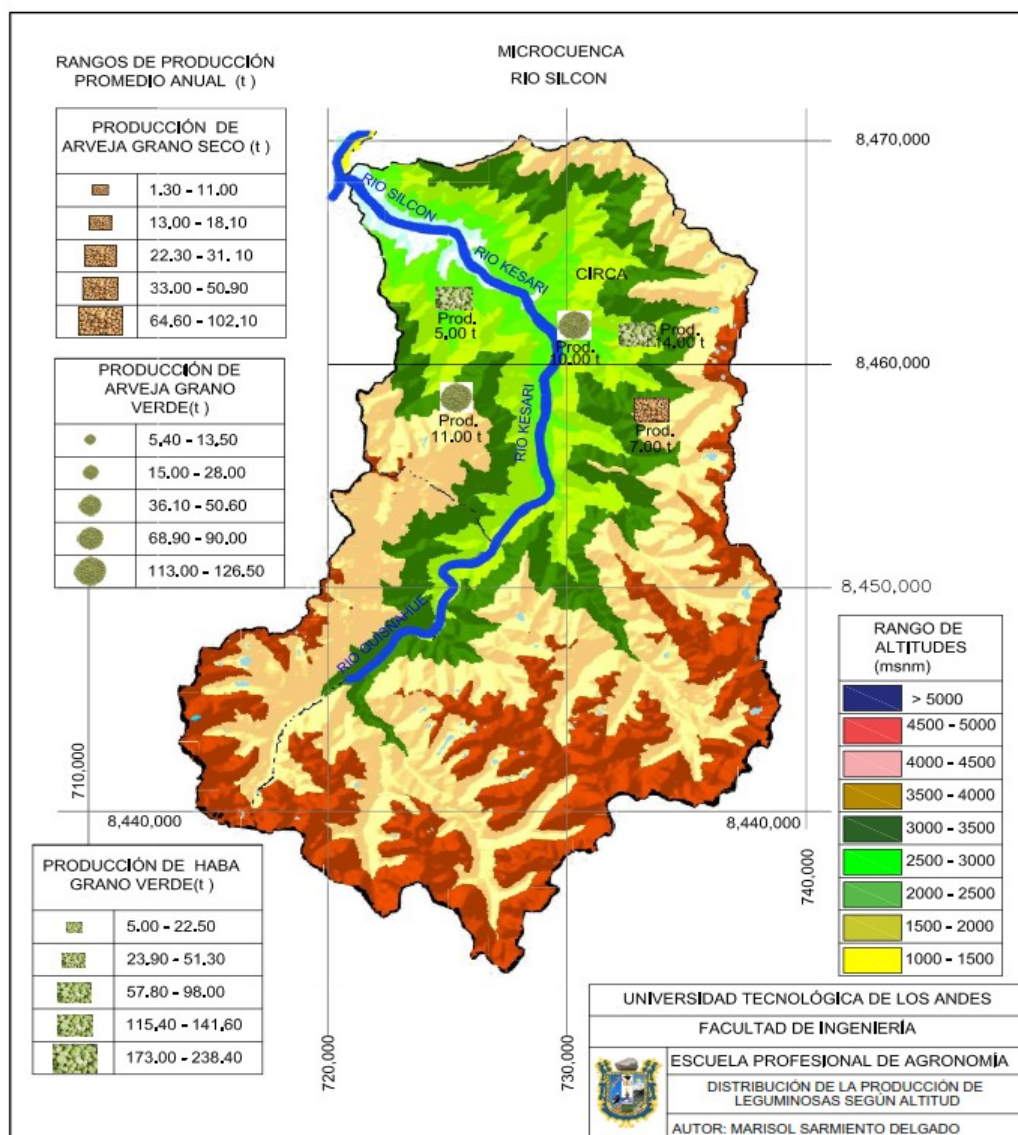 RANGOS DE PRODUCCIÓN
PROMEDIO ANUAL (t )
MICROCUENCA
RIO SILCON
PRODUCCIÓN DE
ARVEJA GRANO SECO (t )
1.30 - 11.00
13.00 - 18.10
22.30 - 31. 10
33.00 - 50.90
64.60 - 102.10
PRODUCCIÓN DE
ARVEJA GRANO
VERDE(t )
5.40 - 13.50
15.00 - 28.00
36.10 - 50.60
68.90 - 90.00
113.00 - 126.50
8,470,000
RIO SILCON
RIO KESARI
CIRCA
Prod.
5.00 t
Prod.
10.00 t
Prod.
14.00 t
8,460,000
Prod.
11.00 t
RIO KESARI
Prod.
7.00 t
8,450,000
RIO QUISÑAHUE
710,000
8,440,000
8,440,000
720,000
730,000
740,000
RANGO DE
ALTITUDES
(msnm)
> 5000
4500 - 5000
4000 - 4500
3500 - 4000
3000 - 3500
2500 - 3000
2000 - 2500
1500 - 2000
1000 - 1500
PRODUCCIÓN DE HABA
GRANO VERDE(t )
5.00 - 22.50
23.90 - 51.30
57.80 - 98.00
115.40 - 141.60
173.00 - 238.40
UNIVERSIDAD TECNOLÓGICA DE LOS ANDES
FACULTAD DE INGENIERÍA
ESCUELA PROFESIONAL DE AGRONOMÍA
DISTRIBUCIÓN DE LA PRODUCCIÓN DE
LEGUMINOSAS SEGÚN ALTITUD
AUTOR: MARISOL SARMIENTO DELGADO